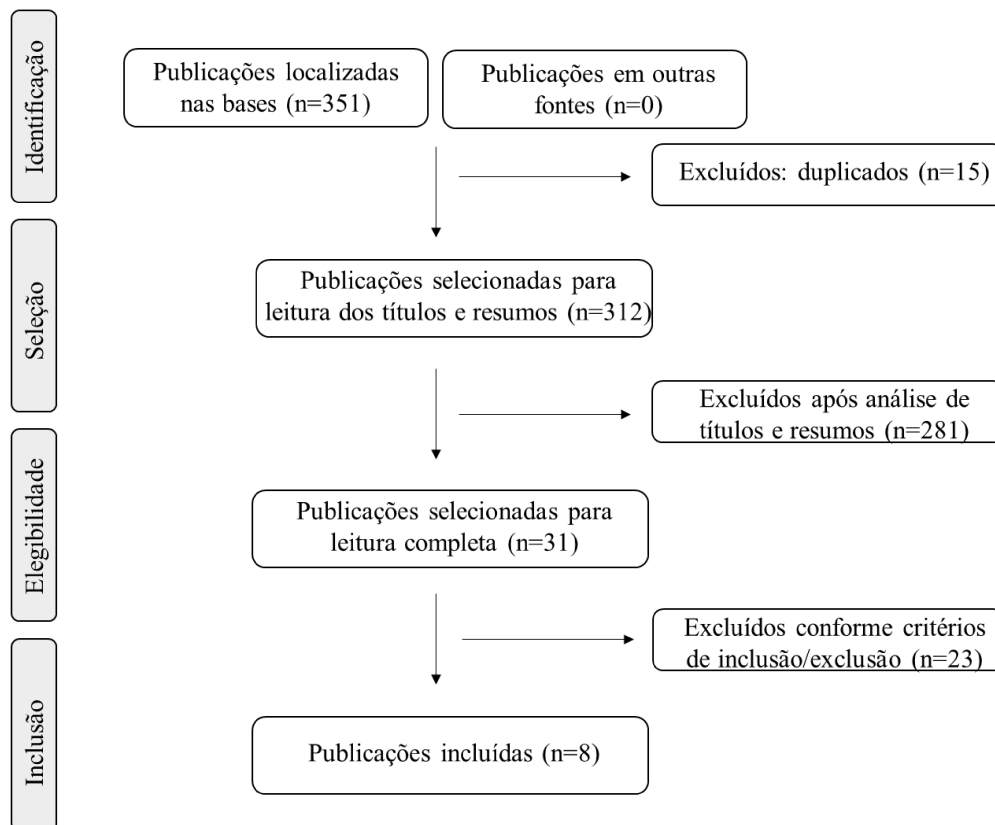 Identificação
Publicações localizadas
nas bases (n=351)
Publicações em outras
fontes (n=0)
Excluídos: duplicados (n=15)
Seleção
Publicações selecionadas para
leitura dos títulos e resumos (n=312)
Excluídos após análise de
títulos e resumos (n=281)
Elegibilidade
Publicações selecionadas para
leitura completa (n=31)
Excluídos conforme critérios
de inclusão/exclusão (n=23)
Inclusão
Publicações incluídas (n=8)